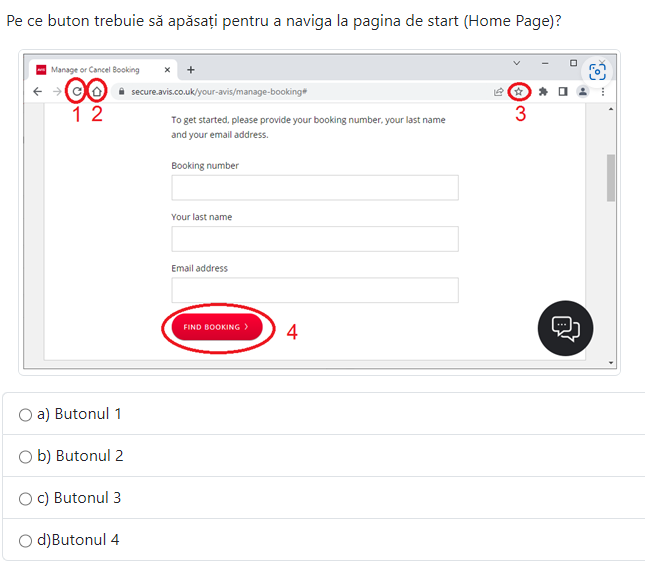 Pe ce buton trebuie să apăsați pentru a naviga la pagina de start (Home Page)?
AVIS Manage or Cancel Booking
secure.avis.co.uk/your-avis/manage-booking#
1 2 3
To get started, please provide your booking number, your last name
and your email address.
Booking number
Your last name
Email address
FIND BOOKING 4
a) Butonul 1
b) Butonul 2
c) Butonul 3
d)Butonul 4